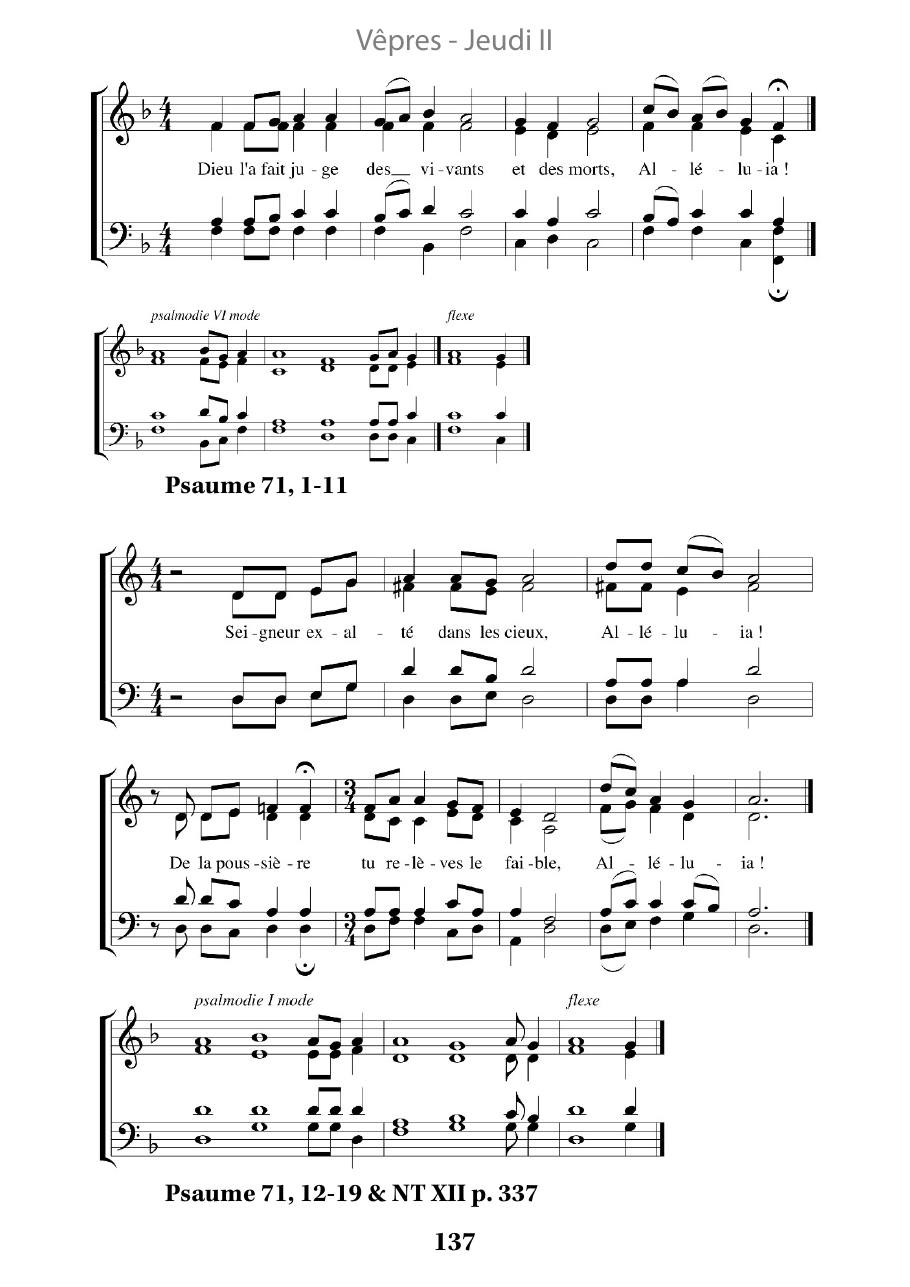 Vêpres - Jeudi II
Dieu l'a fait ju - ge des__ vi-vants et des morts, Al - lé - lu-ia !
psalmodie VI mode flexe
Psaume 71, 1-11
Sei-gneur ex - al - té dans les cieux, Al - lé - lu - ia !
De la pous-siè - re tu re-lè-ves le fai-ble, Al - lé - lu - ia !
psalmodie I mode flexe
Psaume 71, 12-19 & NT XII p. 337
137